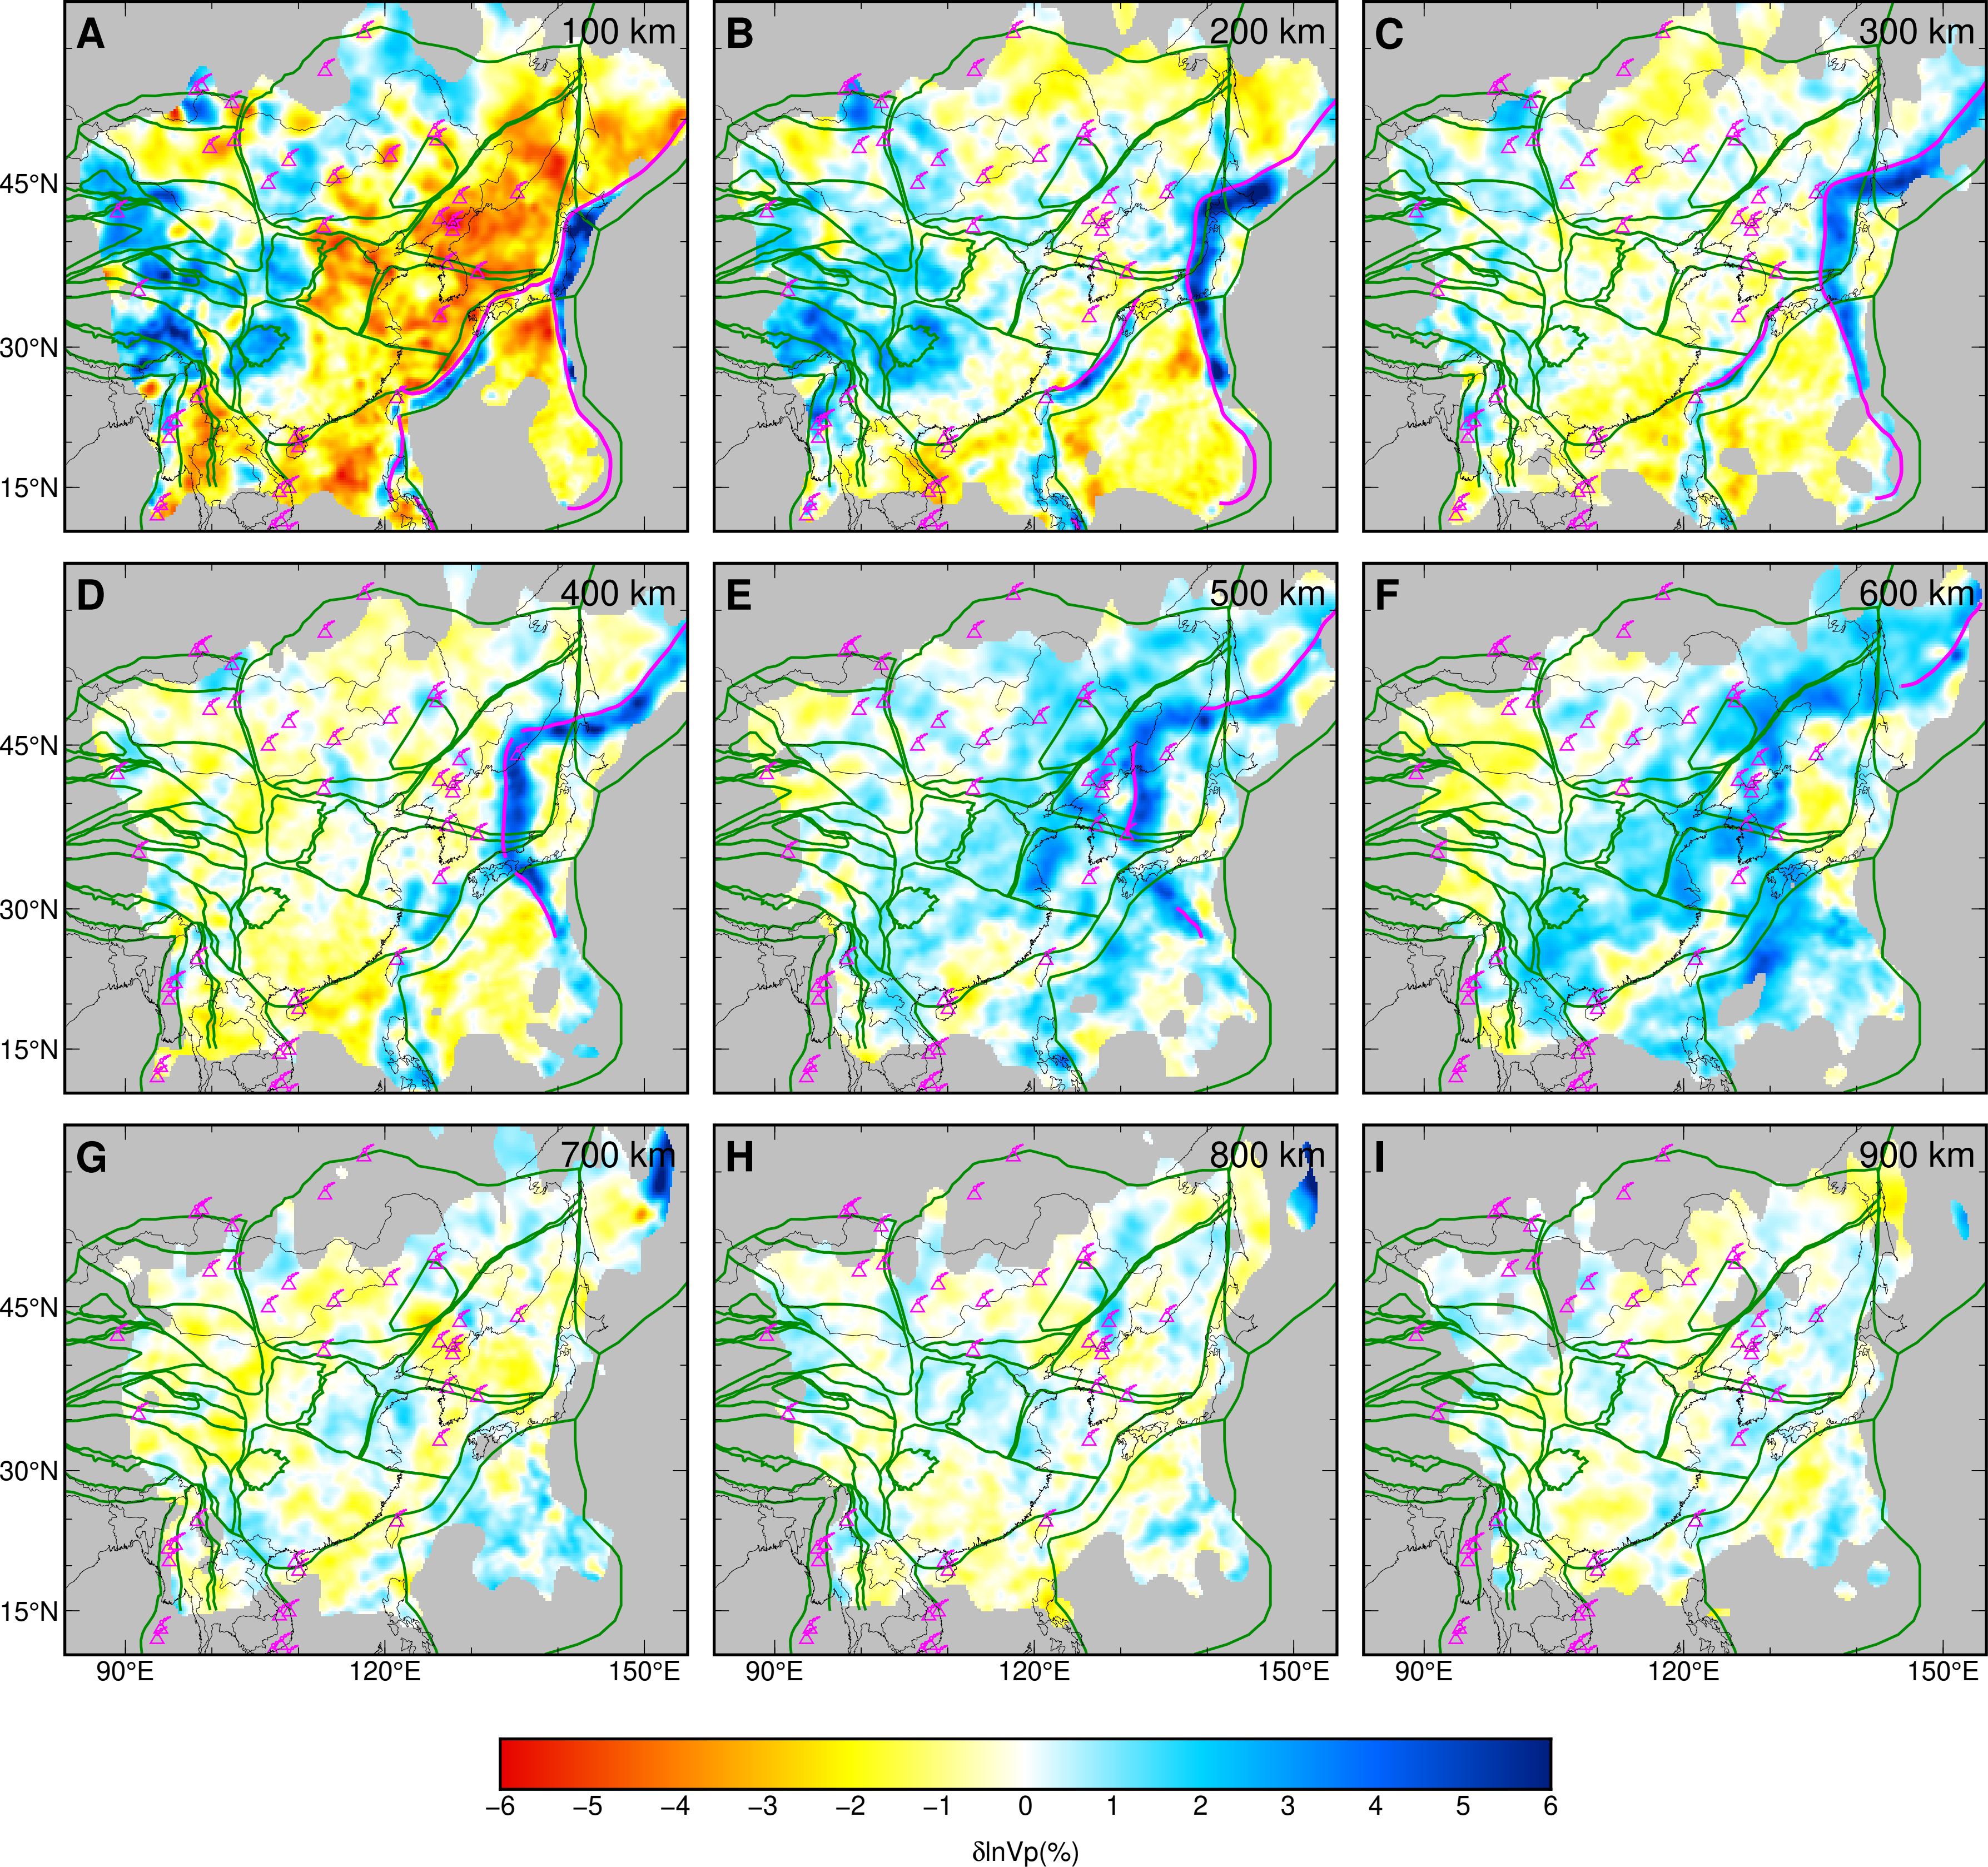 A 100 km B 200 km C 300 km
45°N
30°N
15°N
D 400 km E 500 km F 600 km
45°N
30°N
15°N
G 700 km H 800 km I 900 km
45°N
30°N
15°N
90°E 120°E 150°E 90°E 120°E 150°E 90°E 120°E 150°E
−6 −5 −4 −3 −2 −1 0 1 2 3 4 5 6
δlnVp(%)